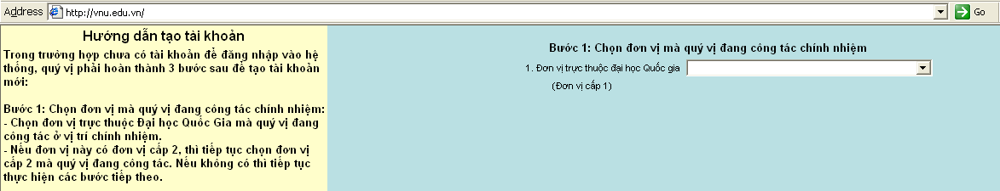 Address http://vnu.edu.vn/ Go
Hướng dẫn tạo tài khoản
Trong trường hợp chưa có tài khoản để đăng nhập vào hệ
thống, quý vị phải hoàn thành 3 bước sau để tạo tài khoản
mới:
Bước 1: Chọn đơn vị mà quý vị đang công tác chính nhiệm:
- Chọn đơn vị trực thuộc Đại học Quốc Gia mà quý vị đang
công tác ở vị trí chính nhiệm.
- Nếu đơn vị này có đơn vị cấp 2, thì tiếp tục chọn đơn vị
cấp 2 mà quý vị đang công tác. Nếu không có thì tiếp tục
thực hiện các bước tiếp theo.
Bước 1: Chọn đơn vị mà quý vị đang công tác chính nhiệm
1. Đơn vị trực thuộc đại học Quốc gia
(Đơn vị cấp 1)